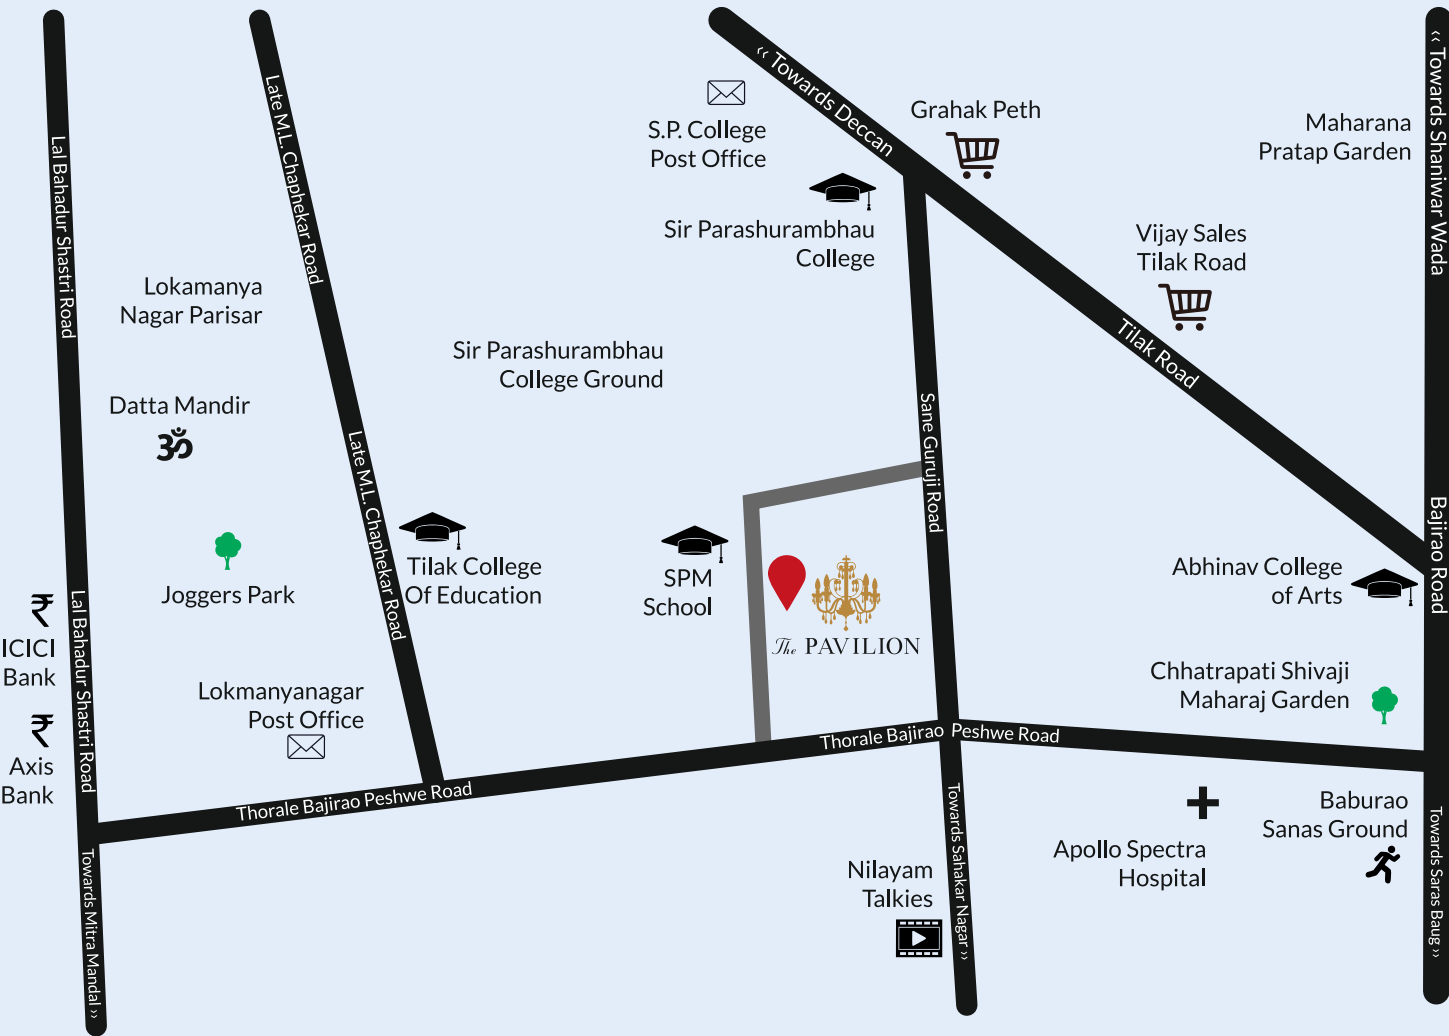 ‹‹ Towards Deccan
‹‹ Towards Shaniwar Wada
Late M.L. Chaphekar Road
Lal Bahadur Shastri Road
S.P. College
Post Office
Grahak Peth
Maharana
Pratap Garden
Sir Parashurambhau
College
Vijay Sales
Tilak Road
Lokamanya
Nagar Parisar
Tilak Road
Sir Parashurambhau
College Ground
Datta Mandir
ॐ
Late M.L. Chaphekar Road
Sane Guruji Road
Bajirao Road
Joggers Park
Tilak College
Of Education
SPM
School
The PAVILION
Abhinav College
of Arts
₹
ICICI
Bank
Lal Bahadur Shastri Road
Lokmanyanagar
Post Office
Chhatrapati Shivaji
Maharaj Garden
₹
Axis
Bank
Thorale Bajirao Peshwe Road
Thorale Bajirao Peshwe Road
Towards Mitra Mandal ››
Nilayam
Talkies
Towards Sahakar Nagar ››
Apollo Spectra
Hospital
Baburao
Sanas Ground
Towards Saras Baug ››